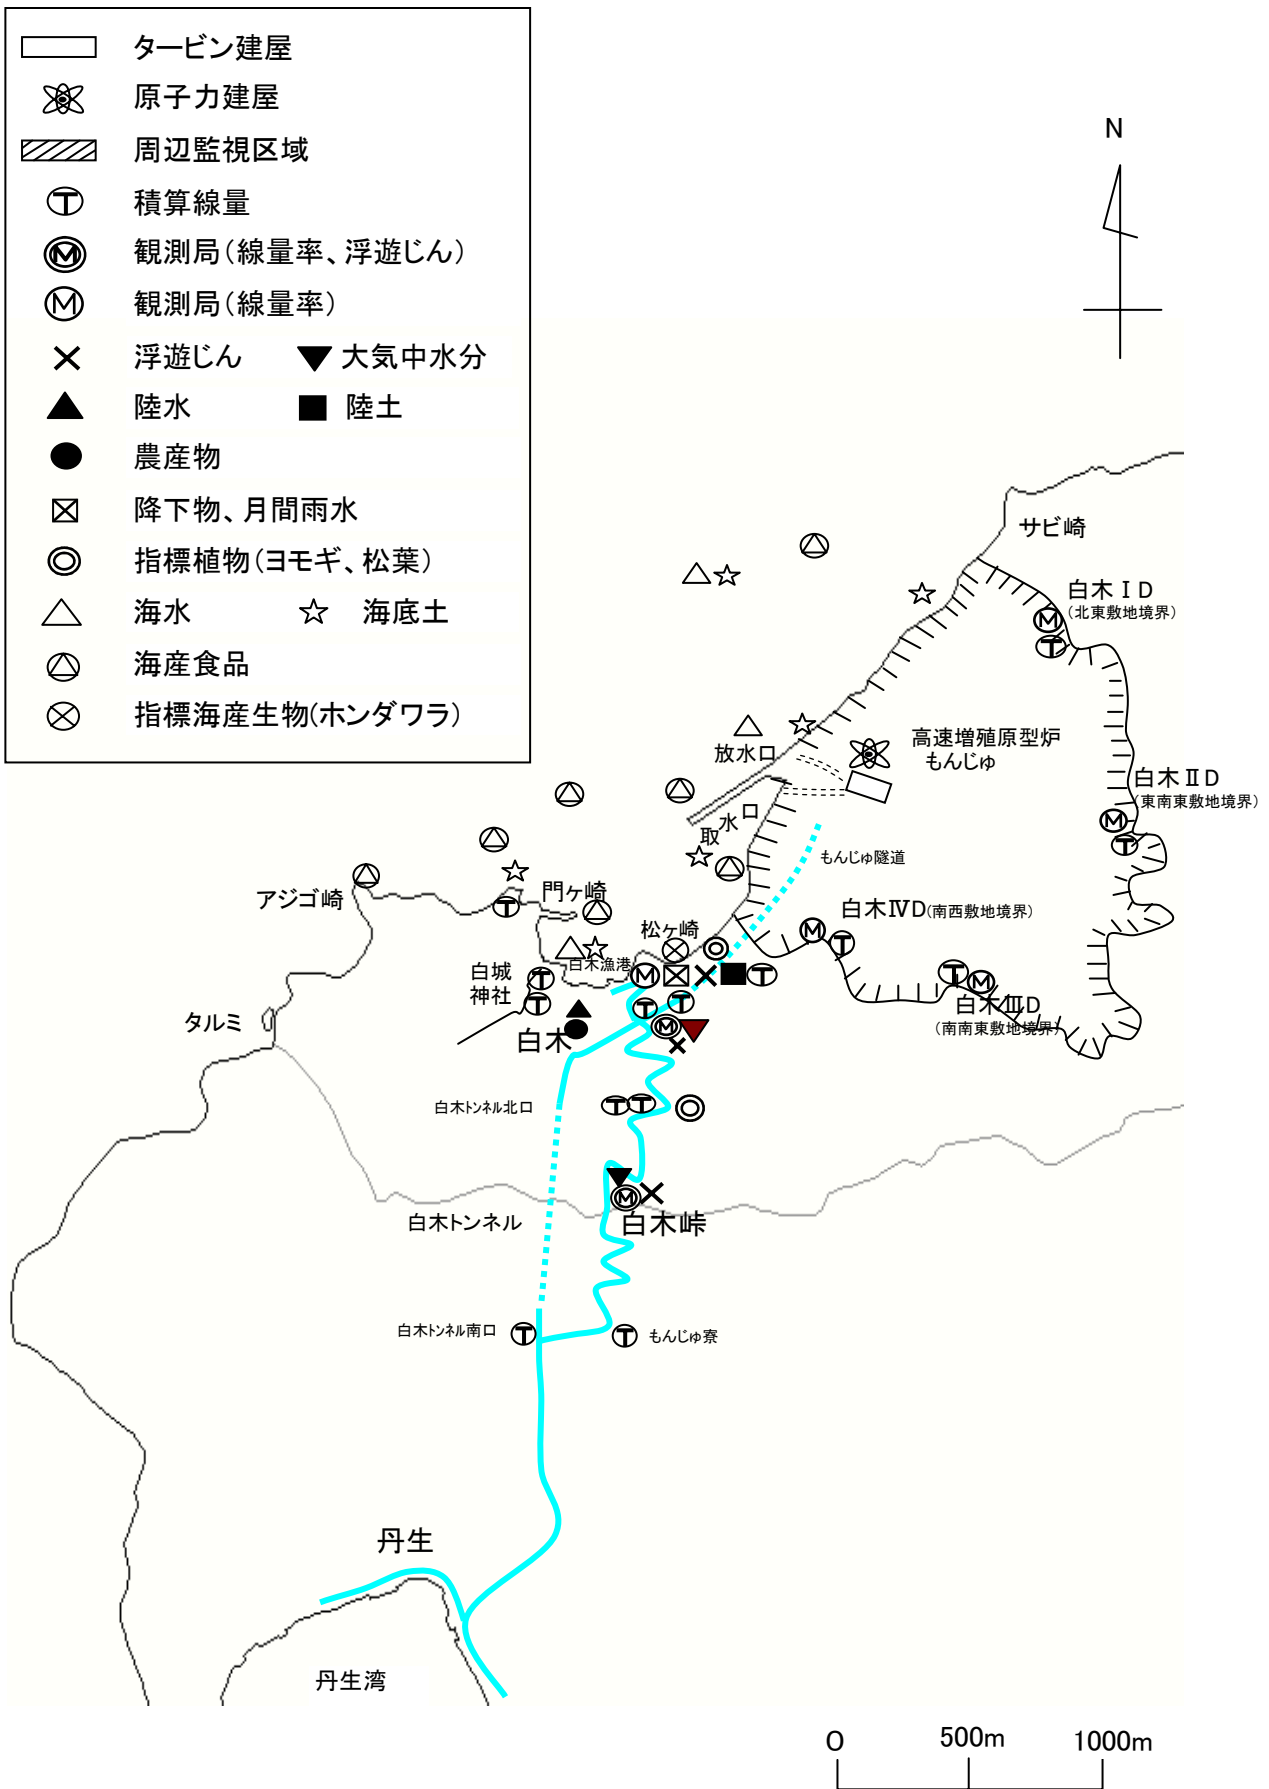 タービン建屋
原子力建屋
周辺監視区域
T 積算線量
M 観測局(線量率、浮遊じん)
M 観測局(線量率)
浮遊じん 大気中水分
陸水 陸土
農産物
降下物、月間雨水
指標植物(ヨモギ、松葉)
海水 海底土
海産食品
指標海産生物(ホンダワラ)
N
サビ崎
白木ⅠD
(北東敷地境界)
M
T
放水口
高速増殖原型炉
もんじゅ
白木ⅡD
(東南東敷地境界)
M
T
取水口
もんじゅ隧道
アジゴ崎
門ヶ崎
T
白木ⅣD(南西敷地境界)
M T
松ヶ崎
白木漁港
白城
神社
T
T
M T
T M
白木ⅢD
(南南東敷地境界)
タルミ
T T
M
白木
白木トンネル北口
T T
M
白木トンネル
白木峠
白木トンネル南口
T
T もんじゅ寮
丹生
丹生湾
O 500m 1000m